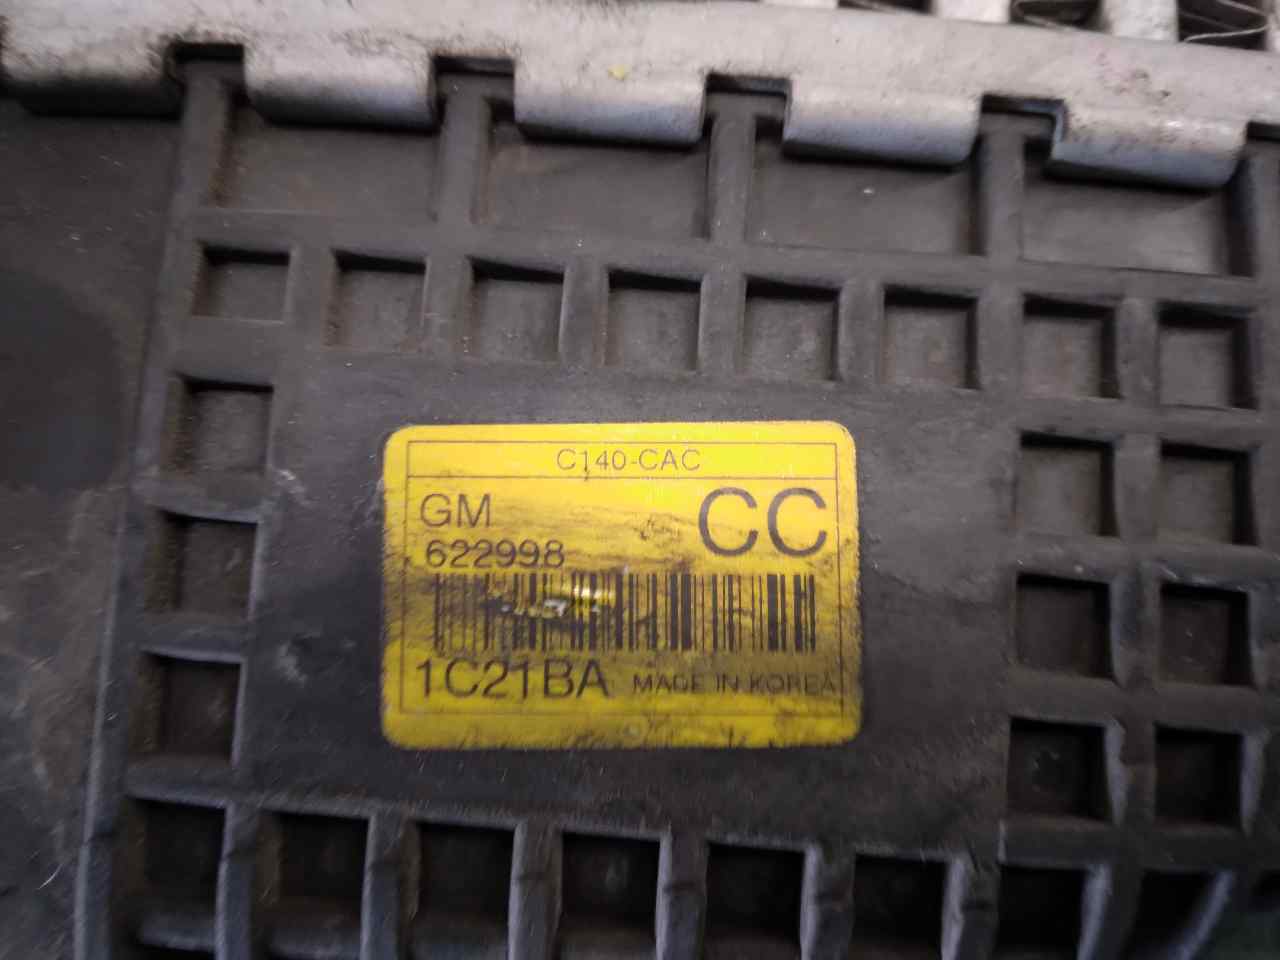 C140-CAC
GM
CC
622998
1C21BA MADE IN KOREA